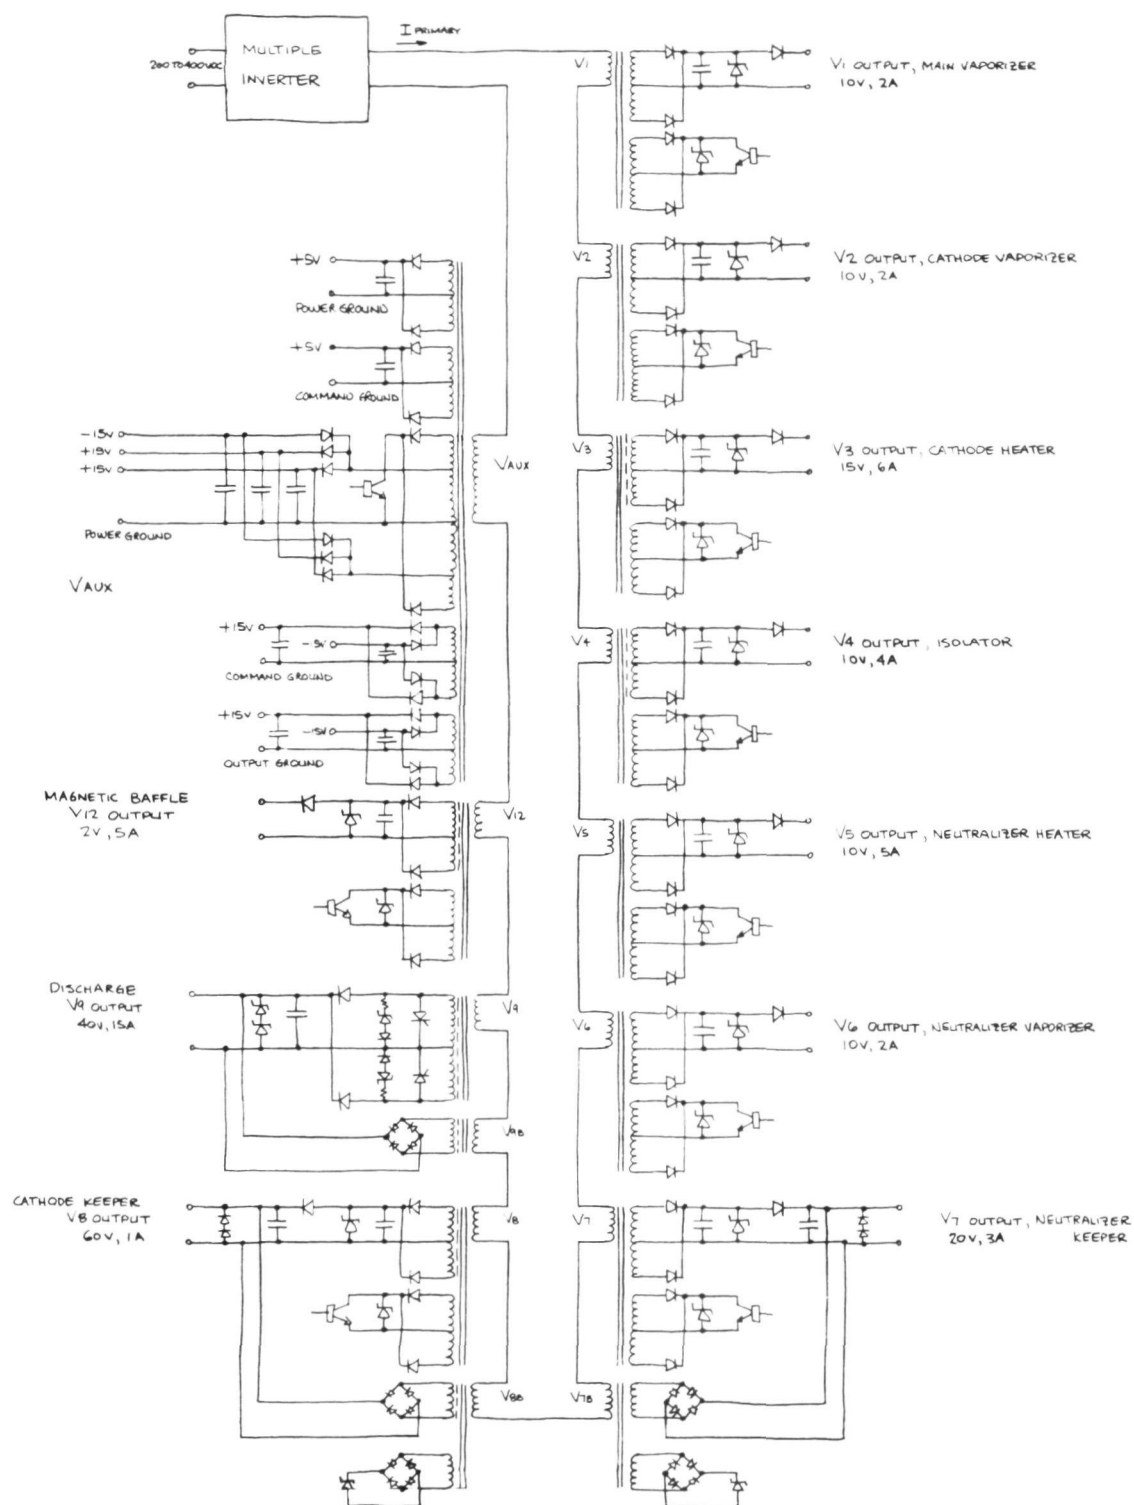 I PRIMARY
MULTIPLE
INVERTER
200 TO 400VDC
V1
V1 OUTPUT, MAIN VAPORIZER
10V, 2A
V2
V2 OUTPUT, CATHODE VAPORIZER
10V, 2A
+5V
POWER GROUND
+5V
COMMAND GROUND
-15V
+15V
+15V
POWER GROUND
VAUX
VAUX
V3
V3 OUTPUT, CATHODE HEATER
15V, 6A
+15V
-5V
COMMAND GROUND
V4
V4 OUTPUT, ISOLATOR
10V, 4A
+15V
-15V
OUTPUT GROUND
MAGNETIC BAFFLE
V12 OUTPUT
2V, 5A
V12
V5
V5 OUTPUT, NEUTRALIZER HEATER
10V, 5A
DISCHARGE
V9 OUTPUT
40V, 15A
V9
V9B
V6
V6 OUTPUT, NEUTRALIZER VAPORIZER
10V, 2A
CATHODE KEEPER
V8 OUTPUT
60V, 1A
V8
V7
V7 OUTPUT, NEUTRALIZER
20V, 3A KEEPER
V8B
V7B